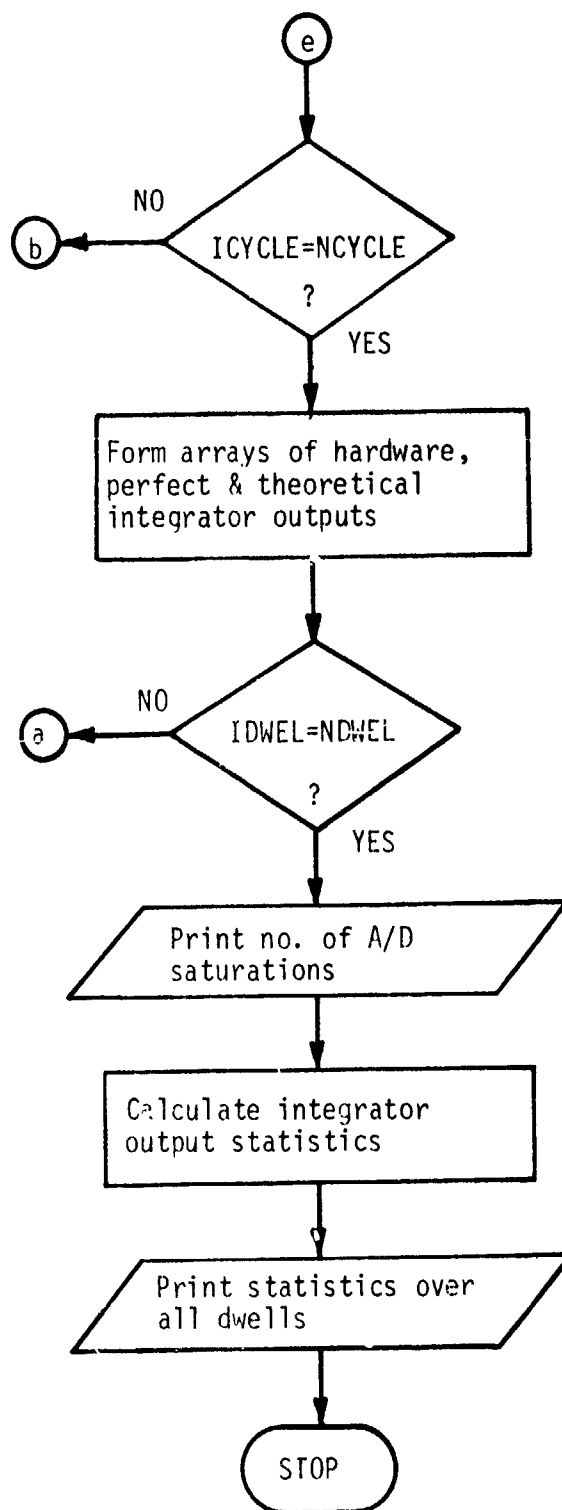 e
NO
b
ICYCLE=NCYCLE
?
YES
Form arrays of hardware,
perfect & theoretical
integrator outputs
NO
a
IDWEL=NDWEL
?
YES
Print no. of A/D
saturations
Calculate integrator
output statistics
Print statistics over
all dwells
STOP